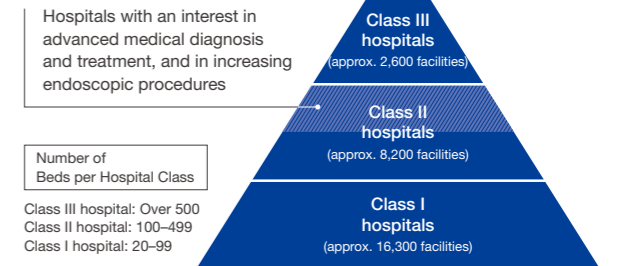 Hospitals with an interest in
advanced medical diagnosis
and treatment, and in increasing
endoscopic procedures
Class III
hospitals
(approx. 2,600 facilities)
Class II
hospitals
(approx. 8,200 facilities)
Number of
Beds per Hospital Class
Class III hospital: Over 500
Class II hospital: 100–499
Class I hospital: 20–99
Class I
hospitals
(approx. 16,300 facilities)